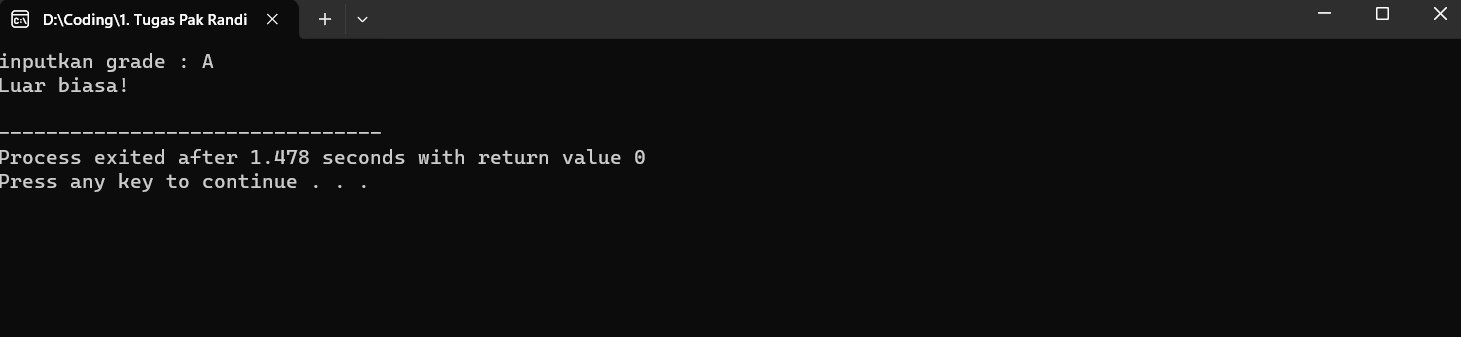 D:\Coding\1. Tugas Pak Randi
inputkan grade : A
Luar biasa!
--------------------------------
Process exited after 1.478 seconds with return value 0
Press any key to continue . . .